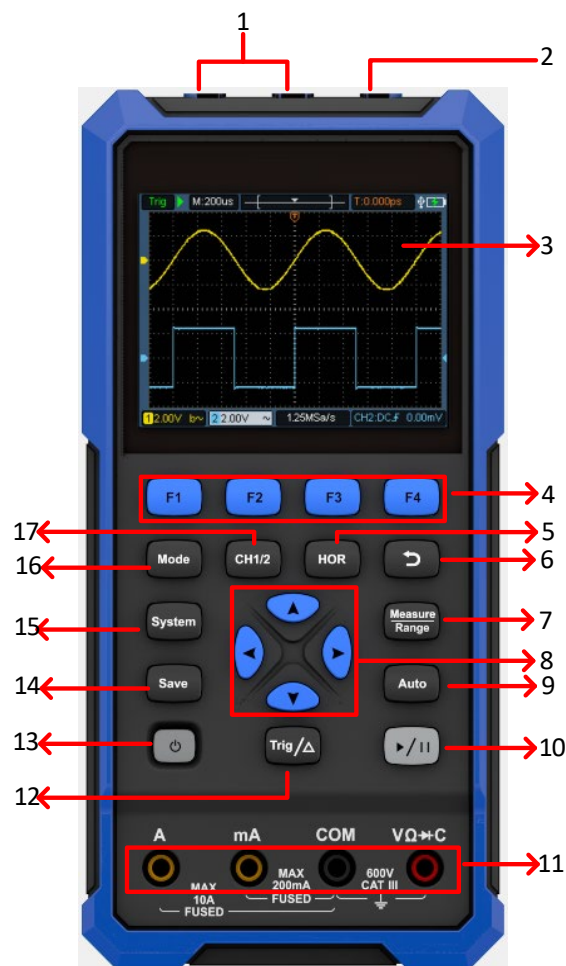 1
2
Trig M:200us T:0.000ps
T
3
1 2.00V b~ 2 2.00V ~ 1.25MSa/s CH2:DC 0.00mV
F1 F2 F3 F4
4
17
5
Mode CH1/2 HOR
16
6
System Measure
Range
15
7
8
Save Auto
14
9
13
Trig/△
10
12
A mA COM VΩC
11
MAX MAX 600V
10A 200mA CAT III
FUSED FUSED